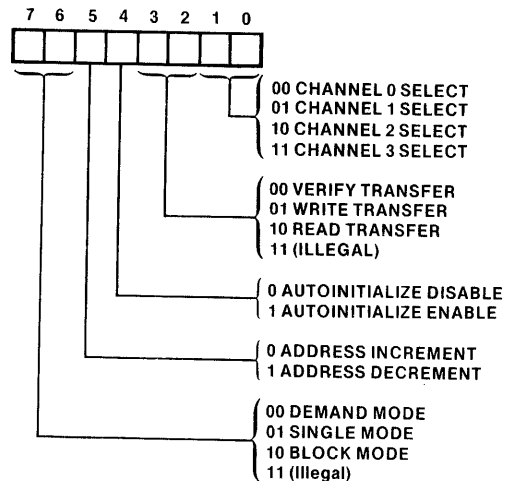 7 6 5 4 3 2 1 0
00 CHANNEL 0 SELECT
01 CHANNEL 1 SELECT
10 CHANNEL 2 SELECT
11 CHANNEL 3 SELECT
00 VERIFY TRANSFER
01 WRITE TRANSFER
10 READ TRANSFER
11 (ILLEGAL)
0 AUTOINITIALIZE DISABLE
1 AUTOINITIALIZE ENABLE
0 ADDRESS INCREMENT
1 ADDRESS DECREMENT
00 DEMAND MODE
01 SINGLE MODE
10 BLOCK MODE
11 (Illegal)